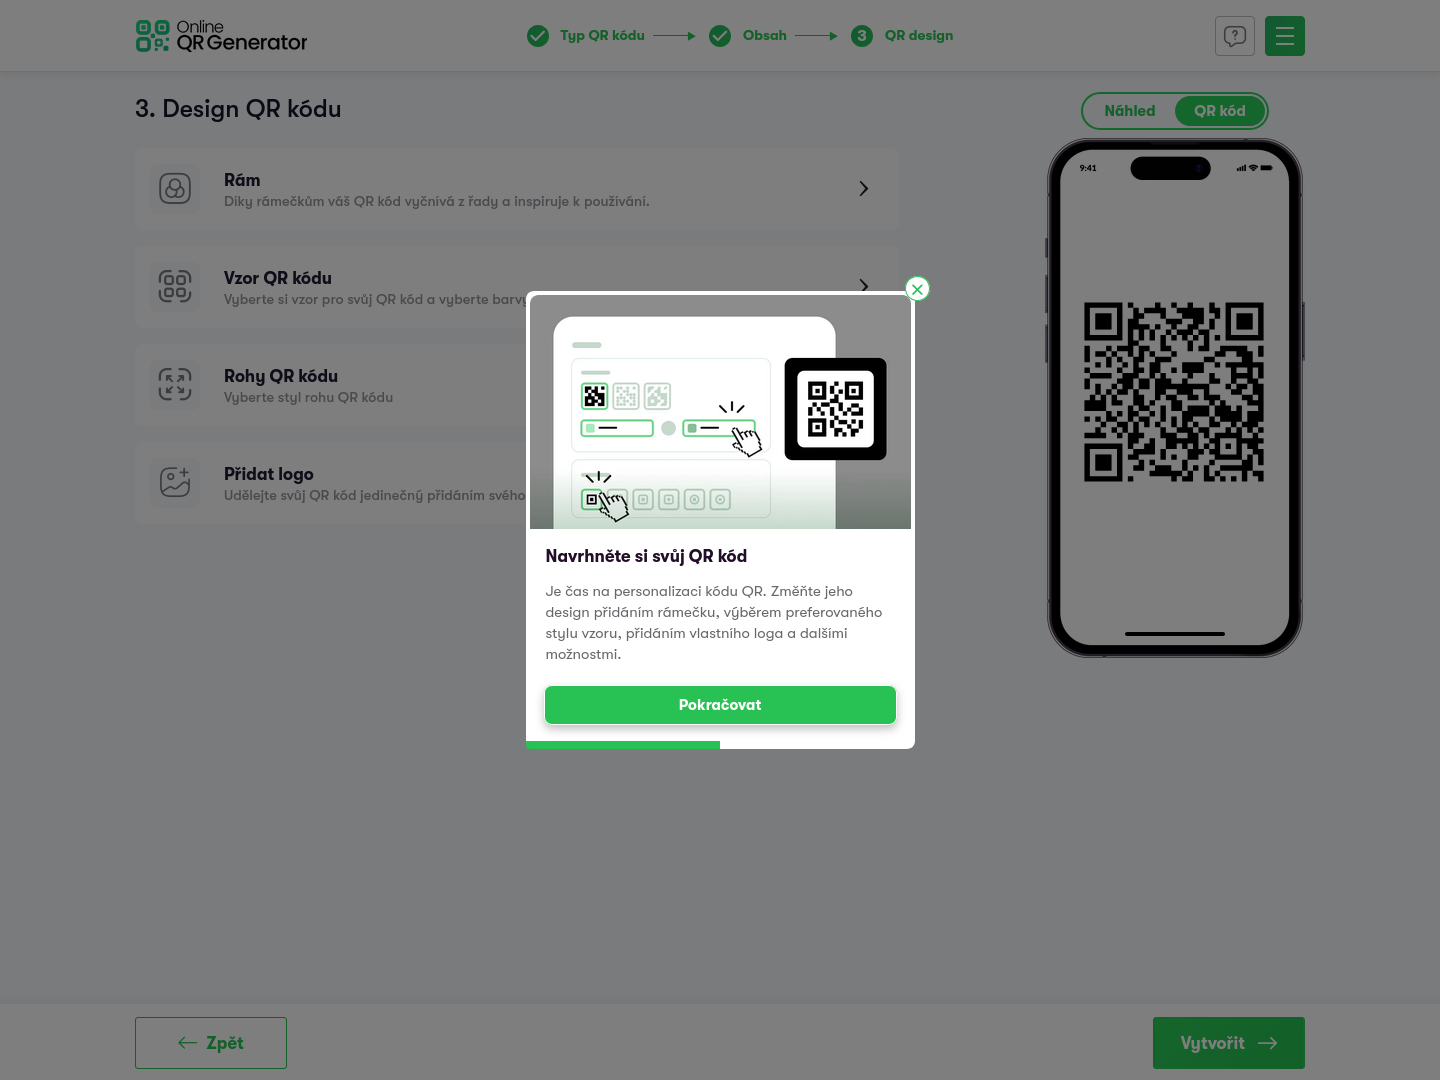 Online
QR Generator
Typ QR kódu
Obsah
3
QR design
3. Design QR kódu
Náhled
QR kód
Rám
Díky rámečkům váš QR kód vyčnívá z řady a inspiruje k používání.
9:41
Vzor QR kódu
Vyberte si vzor pro svůj QR kód a vyberte barvy
Rohy QR kódu
Vyberte styl rohu QR kódu
Přidat logo
Udělejte svůj QR kód jedinečný přidáním svého
Navrhněte si svůj QR kód
Je čas na personalizaci kódu QR. Změňte jeho
design přidáním rámečku, výběrem preferovaného
stylu vzoru, přidáním vlastního loga a dalšími
možnostmi.
Pokračovat
Zpět
Vytvořit